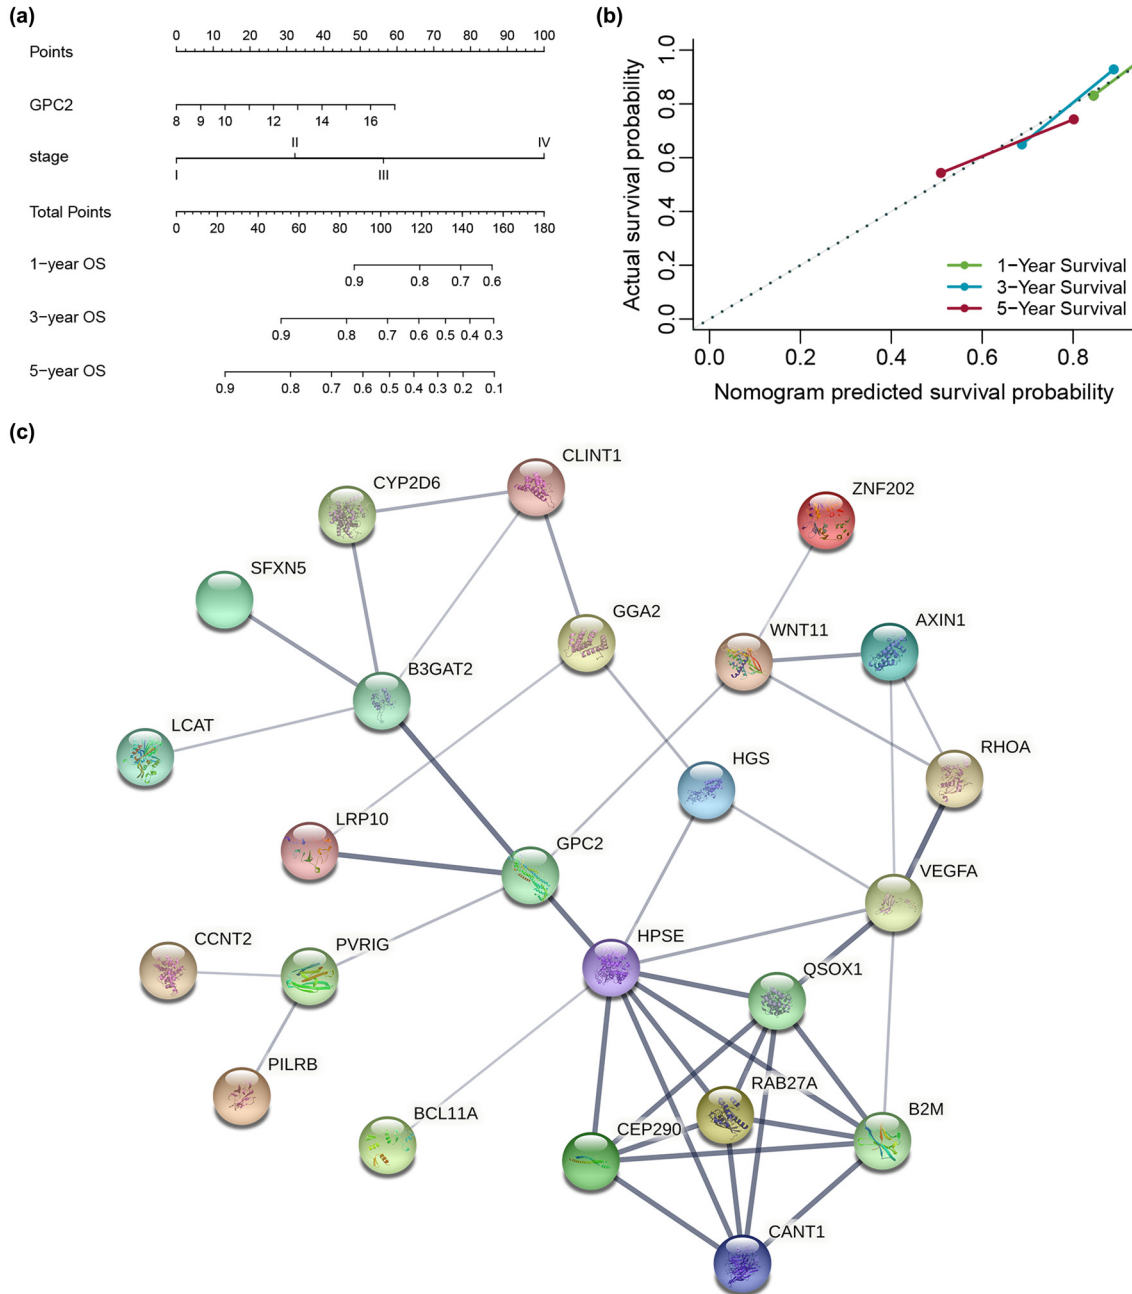 (a)
Points
0 10 20 30 40 50 60 70 80 90 100
GPC2
8 9 10 12 14 16
stage
I II III IV
Total Points
0 20 40 60 80 100 120 140 160 180
1−year OS
0.9 0.8 0.7 0.6
3−year OS
0.9 0.8 0.7 0.6 0.5 0.4 0.3
5−year OS
0.9 0.8 0.7 0.6 0.5 0.4 0.3 0.2 0.1
(b)
Actual survival probability
1.0
0.8
0.6
0.4
0.2
0.0
1−Year Survival
3−Year Survival
5−Year Survival
0.0 0.2 0.4 0.6 0.8
Nomogram predicted survival probability
(c)
CLINT1
CYP2D6
ZNF202
SFXN5
GGA2
WNT11
AXIN1
B3GAT2
LCAT
HGS
RHOA
LRP10
GPC2
VEGFA
CCNT2
PVRIG
HPSE
QSOX1
PILRB
RAB27A
BCL11A
CEP290
B2M
CANT1